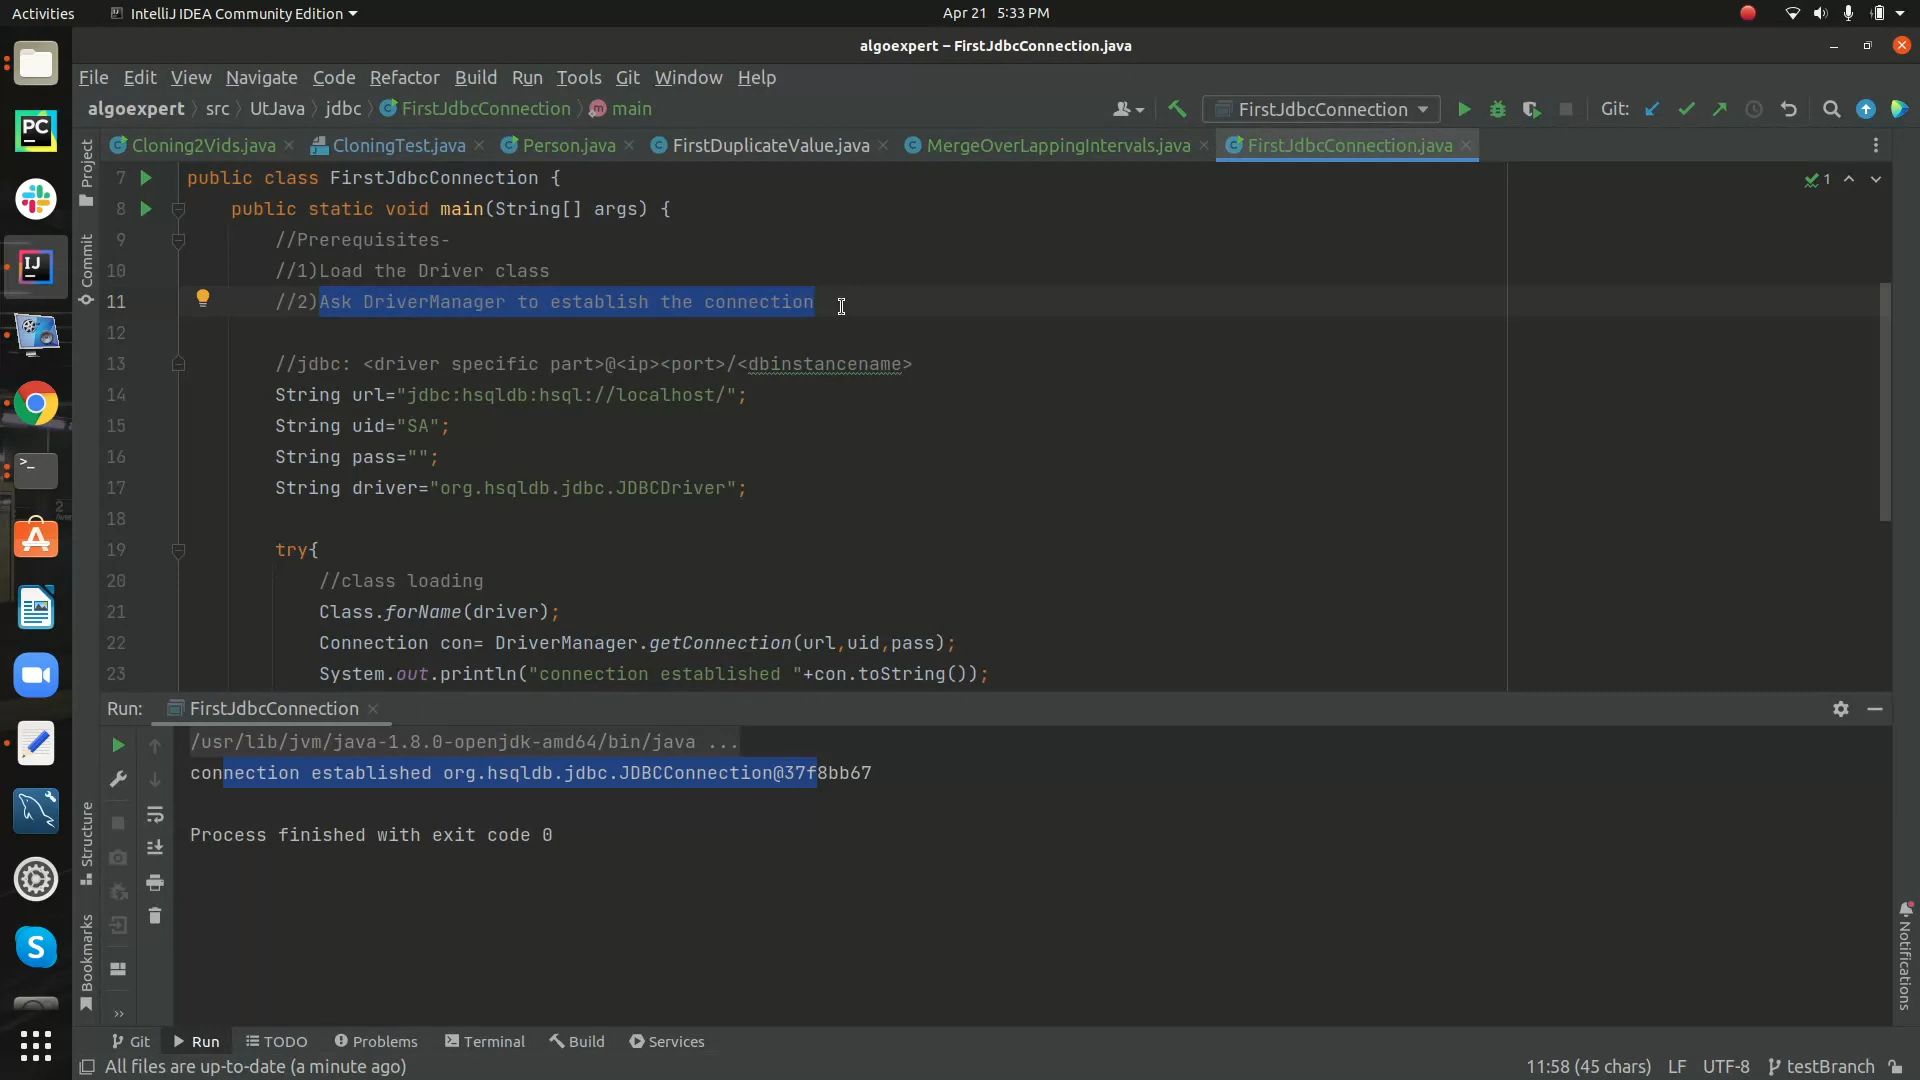 Activities
IntelliJ IDEA Community Edition
Apr 21 5:33 PM
algoexpert – FirstJdbcConnection.java
File Edit View Navigate Code Refactor Build Run Tools Git Window Help
algoexpert src UtJava jdbc FirstJdbcConnection main
FirstJdbcConnection
Git:
Cloning2Vids.java CloningTest.java Person.java FirstDuplicateValue.java MergeOverLappingIntervals.java FirstJdbcConnection.java
Project
Commit
Structure
Bookmarks
Notifications
1
7 public class FirstJdbcConnection {
8 public static void main(String[] args) {
9 //Prerequisites-
10 //1)Load the Driver class
11 //2)Ask DriverManager to establish the connection
12
13 //jdbc: <driver specific part>@<ip><port>/<dbinstancename>
14 String url="jdbc:hsqldb:hsql://localhost/";
15 String uid="SA";
16 String pass="";
17 String driver="org.hsqldb.jdbc.JDBCDriver";
18
19 try{
20 //class loading
21 Class.forName(driver);
22 Connection con= DriverManager.getConnection(url,uid,pass);
23 System.out.println("connection established "+con.toString());
Run: FirstJdbcConnection
/usr/lib/jvm/java-1.8.0-openjdk-amd64/bin/java ...
connection established org.hsqldb.jdbc.JDBCConnection@37f8bb67
Process finished with exit code 0
Git Run TODO Problems Terminal Build Services
All files are up-to-date (a minute ago)
11:58 (45 chars) LF UTF-8 testBranch
PC
IJ
S